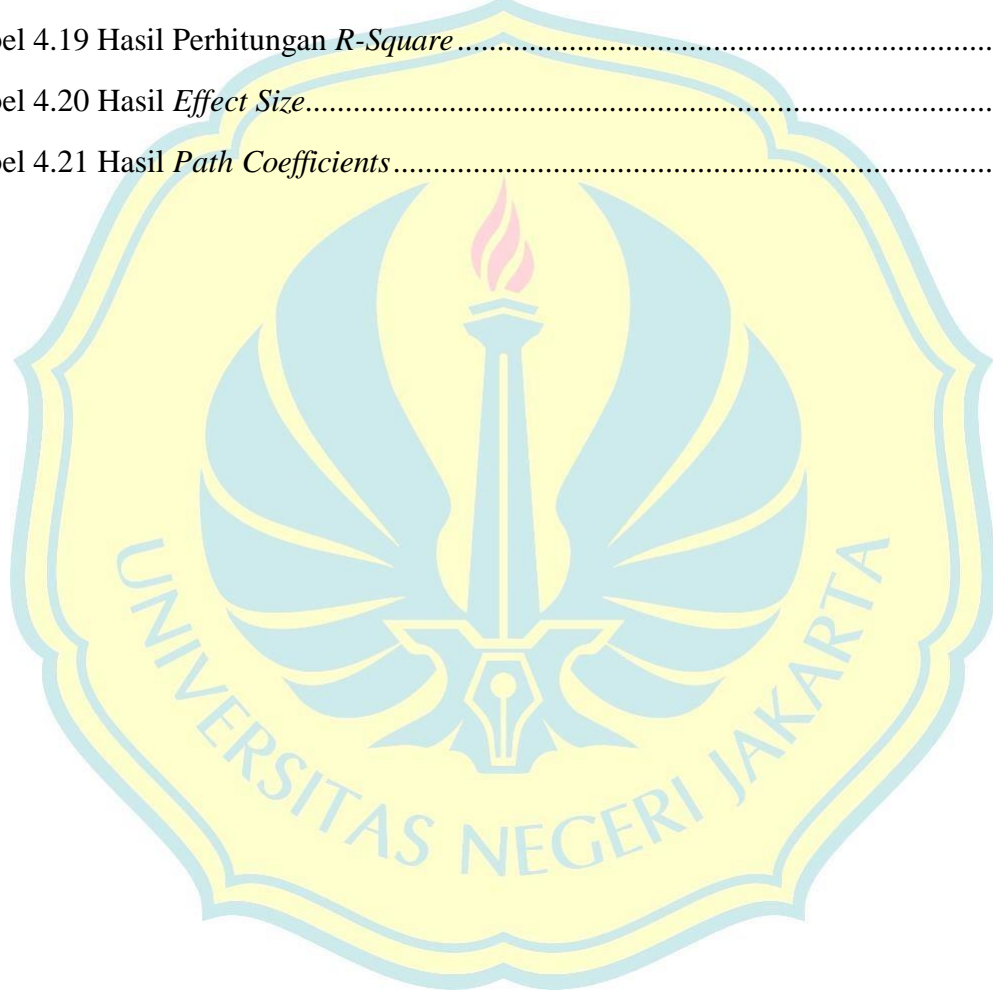 bel 4.19 Hasil Perhitungan R-Square..........................................................................
bel 4.20 Hasil Effect Size..........................................................................................
bel 4.21 Hasil Path Coefficients..................................................................................
UNIVERSITAS NEGERI JAKARTA